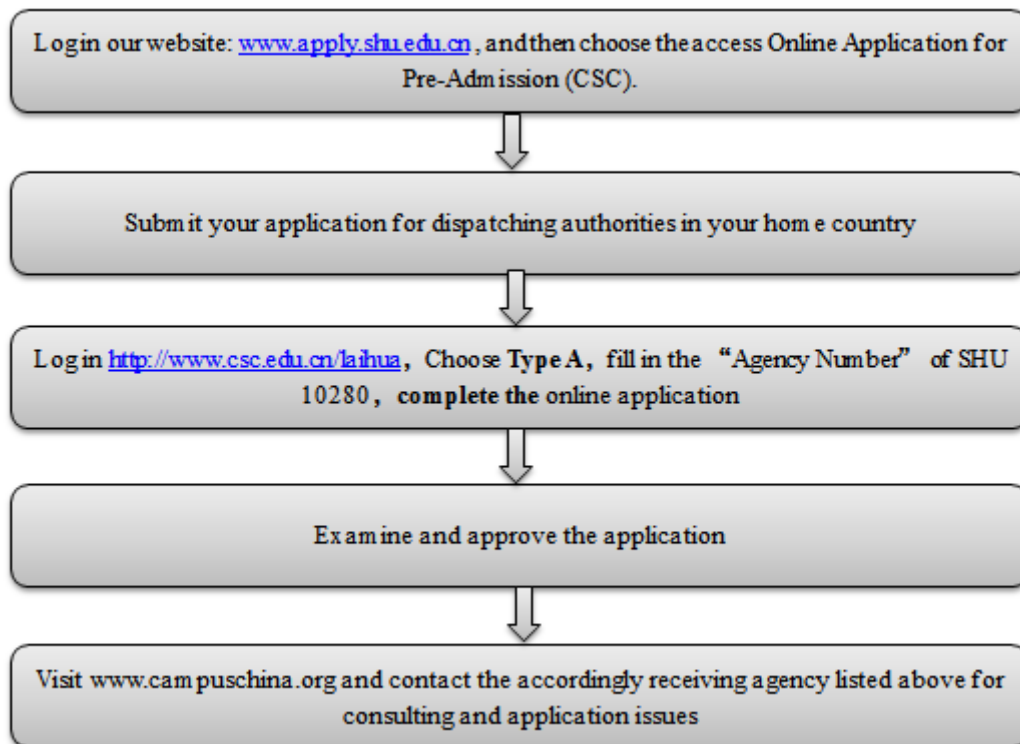 Login our website: www.apply.shu.edu.cn , and then choose the access Online Application for
Pre-Admission (CSC).
Submit your application for dispatching authorities in your home country
Login http://www.csc.edu.cn/laihua，Choose Type A，fill in the “Agency Number” of SHU
10280，complete the online application
Examine and approve the application
Visit www.campuschina.org and contact the accordingly receiving agency listed above for
consulting and application issues